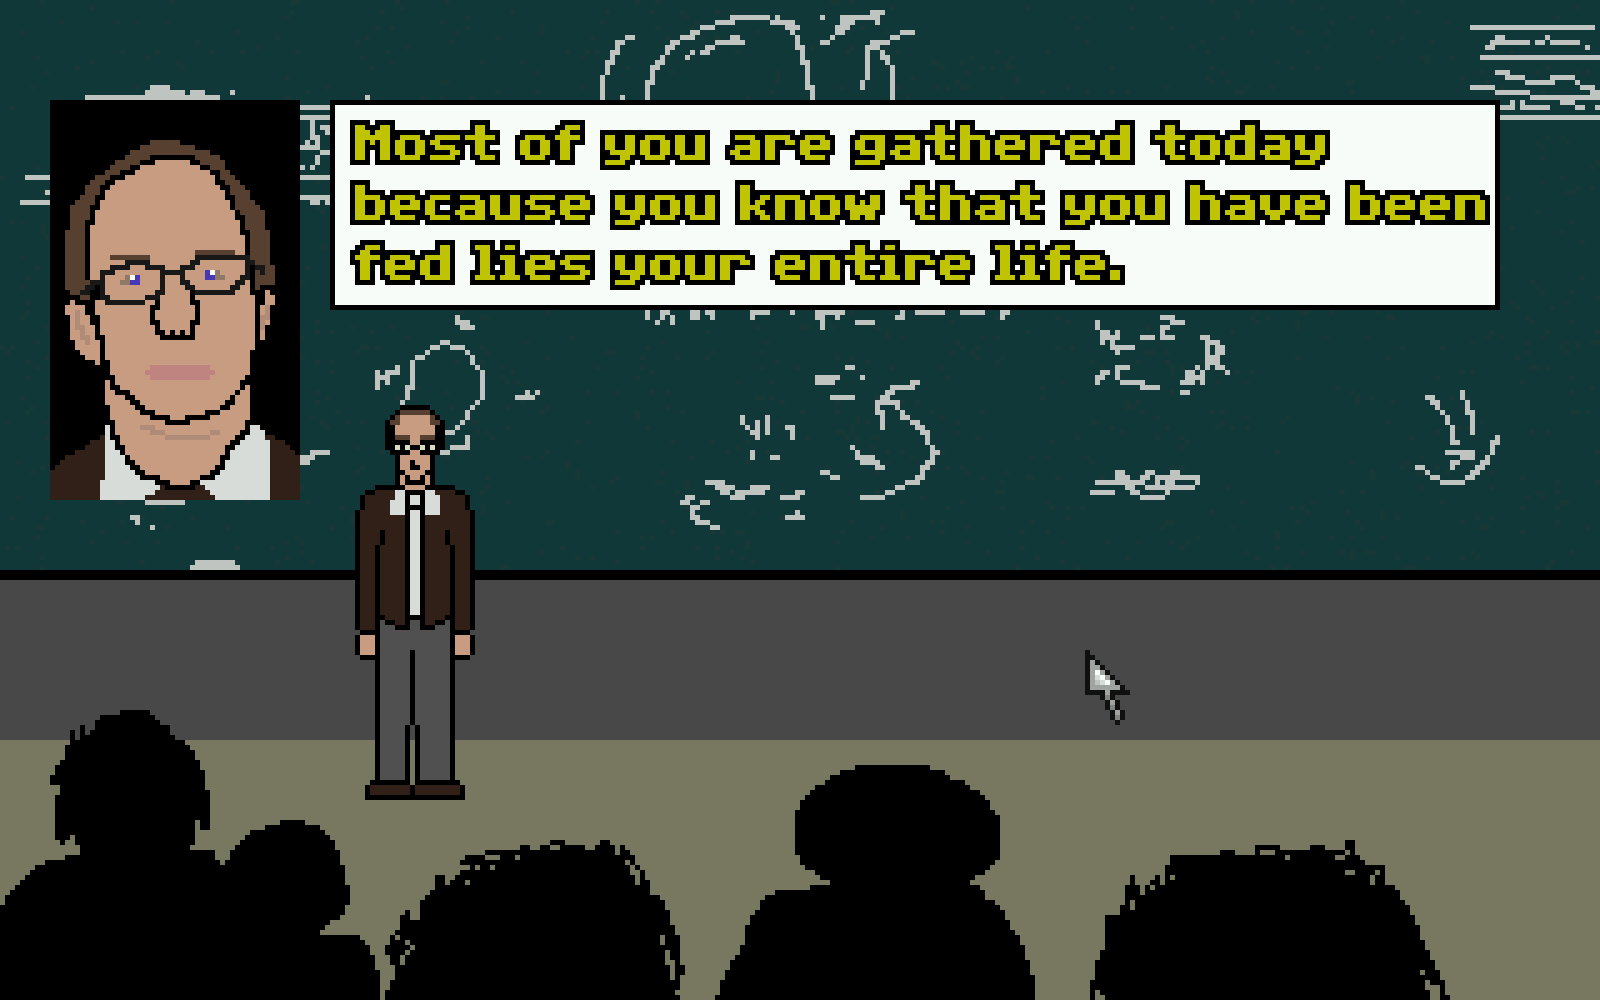 Most of you are gathered today
because you know that you have been
fed lies your entire life.